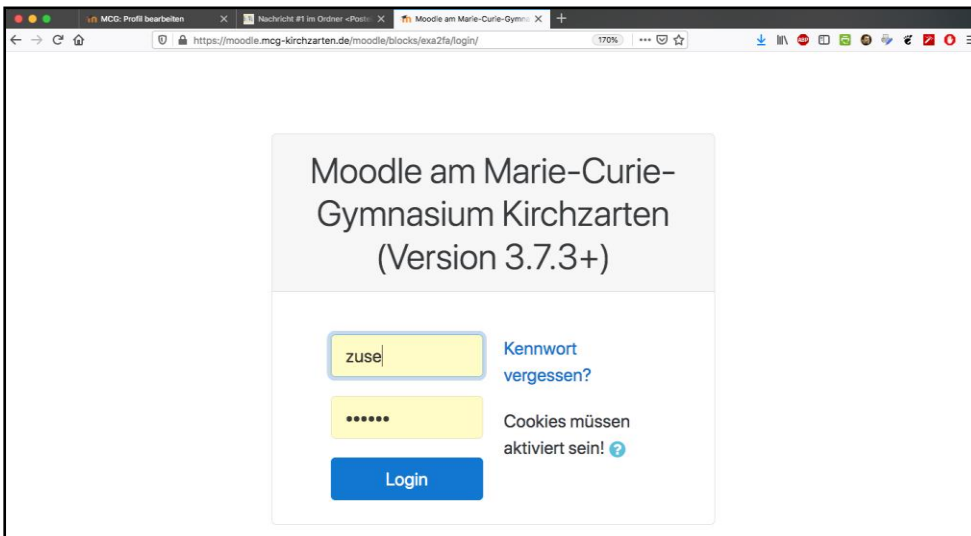 MCG: Profil bearbeiten
Nachricht #1 im Ordner <Poste
Moodle am Marie-Curie-Gymna
https://moodle.mcg-kirchzarten.de/moodle/blocks/exa2fa/login/
170%
ABP
Moodle am Marie-Curie-
Gymnasium Kirchzarten
(Version 3.7.3+)
zuse
Kennwort
vergessen?
••••••
Cookies müssen
aktiviert sein! ?
Login